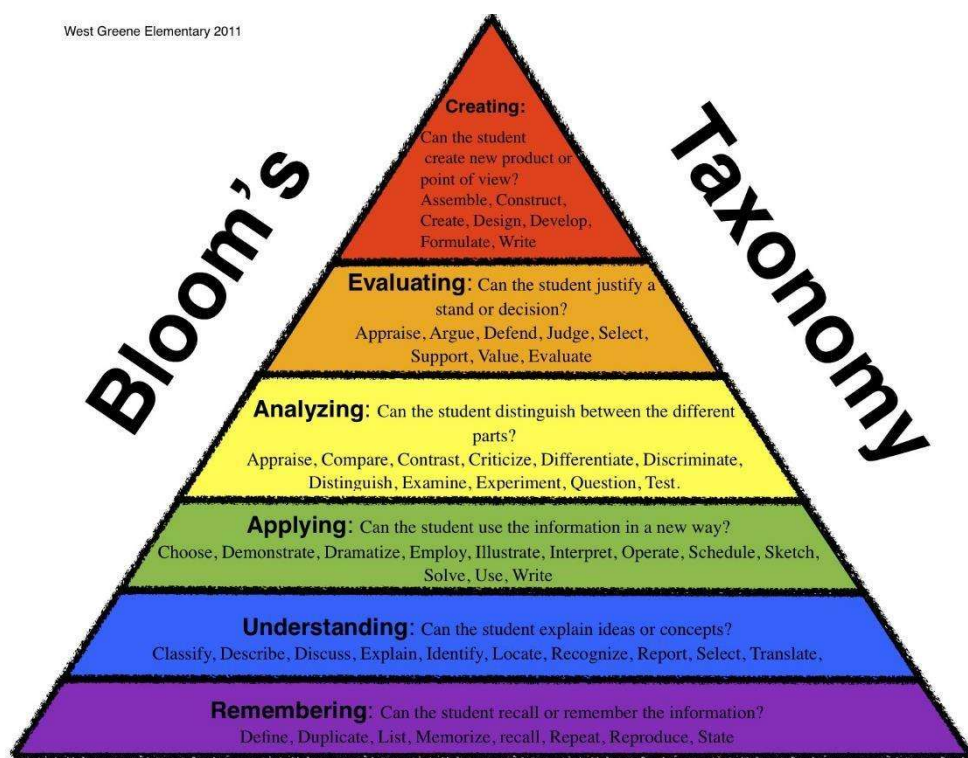 West Greene Elementary 2011
Bloom's
Taxonomy
Creating:
Can the student
create new product or
point of view?
Assemble, Construct,
Create, Design, Develop,
Formulate, Write
Evaluating: Can the student justify a
stand or decision?
Appraise, Argue, Defend, Judge, Select,
Support, Value, Evaluate
Analyzing: Can the student distinguish between the different
parts?
Appraise, Compare, Contrast, Criticize, Differentiate, Discriminate,
Distinguish, Examine, Experiment, Question, Test.
Applying: Can the student use the information in a new way?
Choose, Demonstrate, Dramatize, Employ, Illustrate, Interpret, Operate, Schedule, Sketch,
Solve, Use, Write
Understanding: Can the student explain ideas or concepts?
Classify, Describe, Discuss, Explain, Identify, Locate, Recognize, Report, Select, Translate,
Remembering: Can the student recall or remember the information?
Define, Duplicate, List, Memorize, recall, Repeat, Reproduce, State